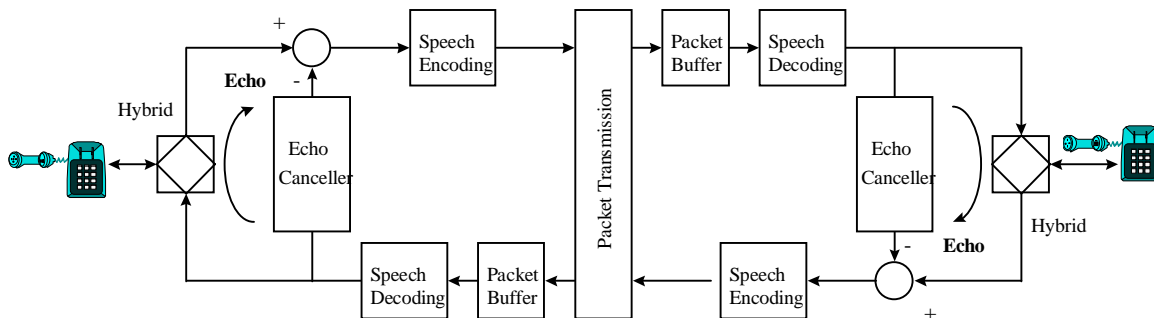 +
Speech
Encoding
Packet
Buffer
Speech
Decoding
Echo
-
Hybrid
Echo
Canceller
Packet Transmission
Echo
Canceller
Hybrid
-
Echo
Speech
Decoding
Packet
Buffer
Speech
Encoding
+